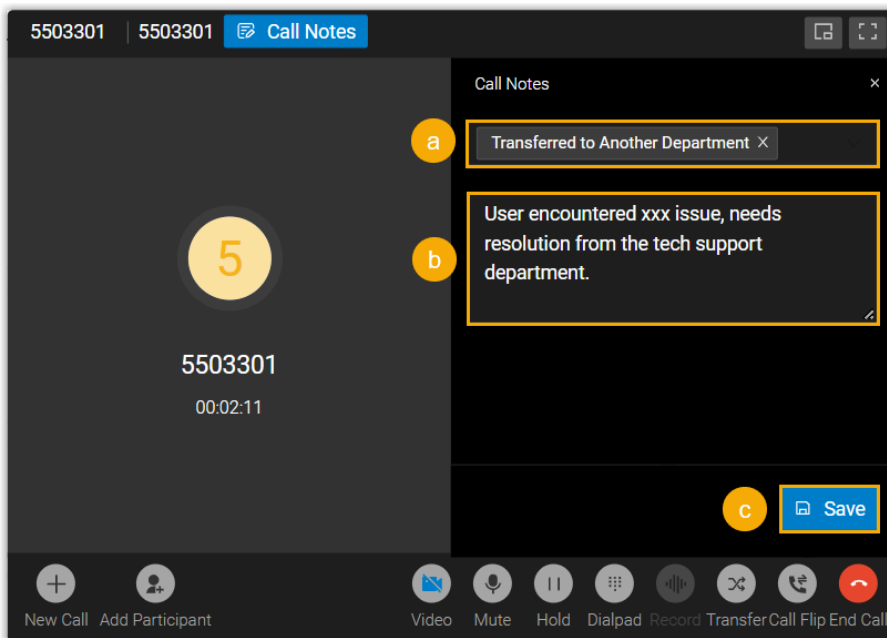 5503301 5503301 Call Notes
Call Notes ×
a Transferred to Another Department X
b User encountered xxx issue, needs
resolution from the tech support
department.
5
5503301
00:02:11
c Save
New Call Add Participant Video Mute Hold Dialpad Record Transfer Call Flip End Call